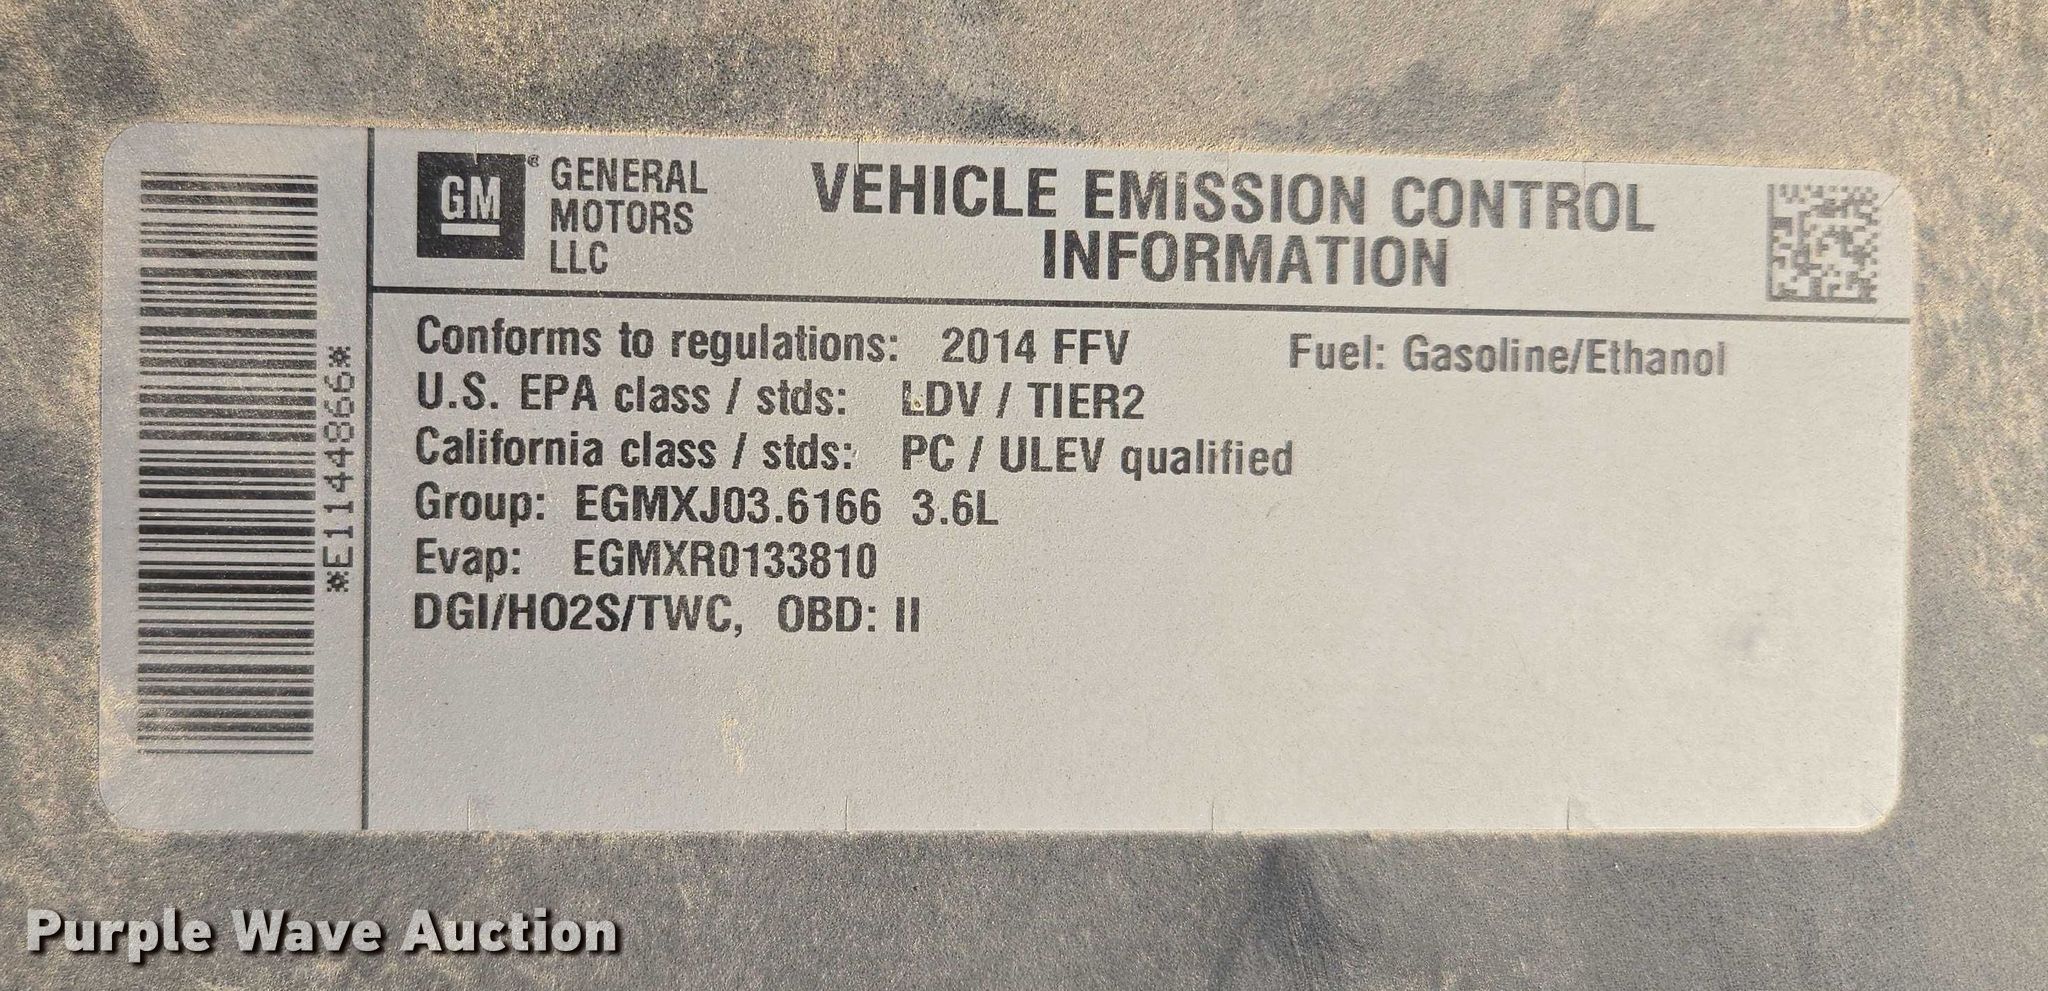 *E11448866*
GM®
GENERAL
MOTORS
LLC
VEHICLE EMISSION CONTROL
INFORMATION
Conforms to regulations: 2014 FFV Fuel: Gasoline/Ethanol
U.S. EPA class / stds: LDV / TIER2
California class / stds: PC / ULEV qualified
Group: EGMXJ03.6166 3.6L
Evap: EGMXR0133810
DGI/HO2S/TWC, OBD: II
Purple Wave Auction